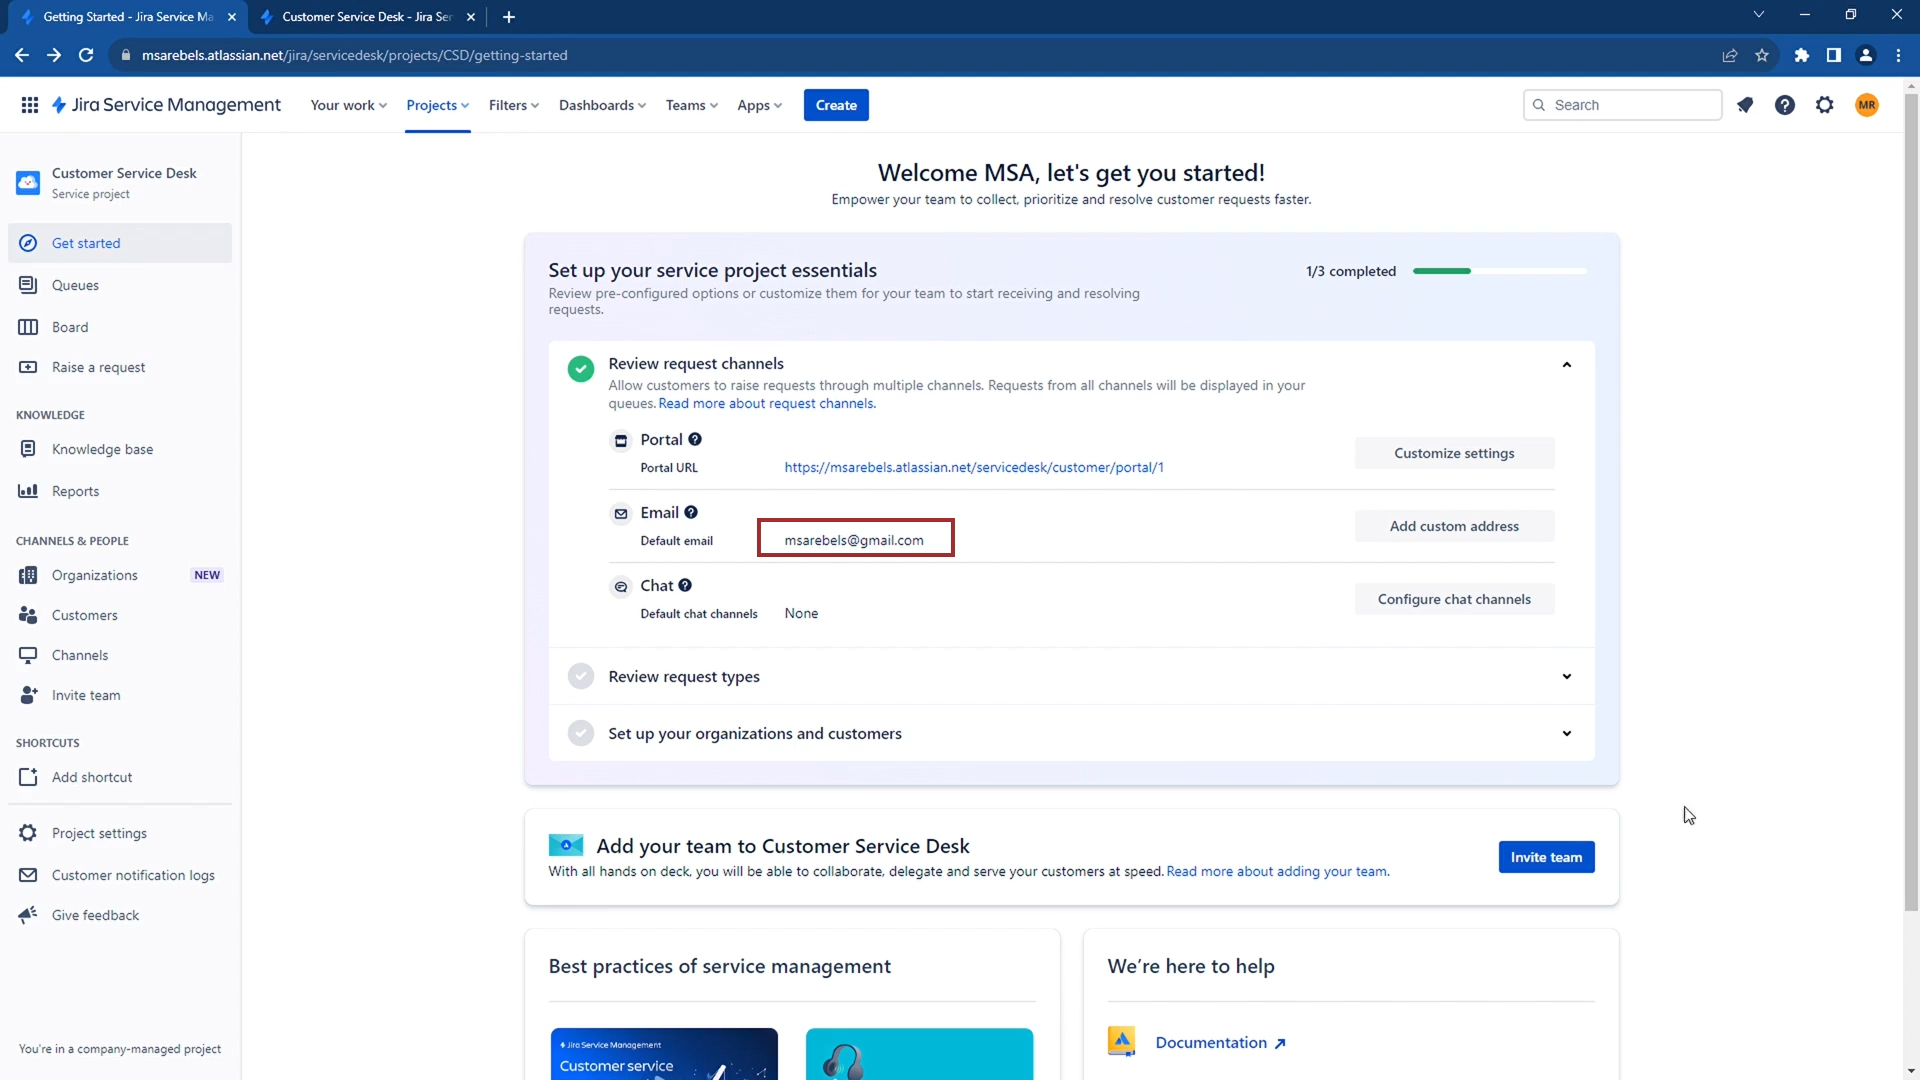 Getting Started - Jira Service Ma
Customer Service Desk - Jira Ser
msarebels.atlassian.net/jira/servicedesk/projects/CSD/getting-started
Jira Service Management
Your work
Projects
Filters
Dashboards
Teams
Apps
Create
Search
MR
Customer Service Desk
Service project
Get started
Queues
Board
Raise a request
KNOWLEDGE
Knowledge base
Reports
CHANNELS & PEOPLE
Organizations
NEW
Customers
Channels
Invite team
SHORTCUTS
Add shortcut
Project settings
Customer notification logs
Give feedback
You're in a company-managed project
Welcome MSA, let's get you started!
Empower your team to collect, prioritize and resolve customer requests faster.
Set up your service project essentials
1/3 completed
Review pre-configured options or customize them for your team to start receiving and resolving
requests.
Review request channels
Allow customers to raise requests through multiple channels. Requests from all channels will be displayed in your
queues. Read more about request channels.
Portal
Portal URL
https://msarebels.atlassian.net/servicedesk/customer/portal/1
Customize settings
Email
Default email
msarebels@gmail.com
Add custom address
Chat
Default chat channels
None
Configure chat channels
Review request types
Set up your organizations and customers
Add your team to Customer Service Desk
With all hands on deck, you will be able to collaborate, delegate and serve your customers at speed. Read more about adding your team.
Invite team
Best practices of service management
Jira Service Management
Customer service
We're here to help
Documentation